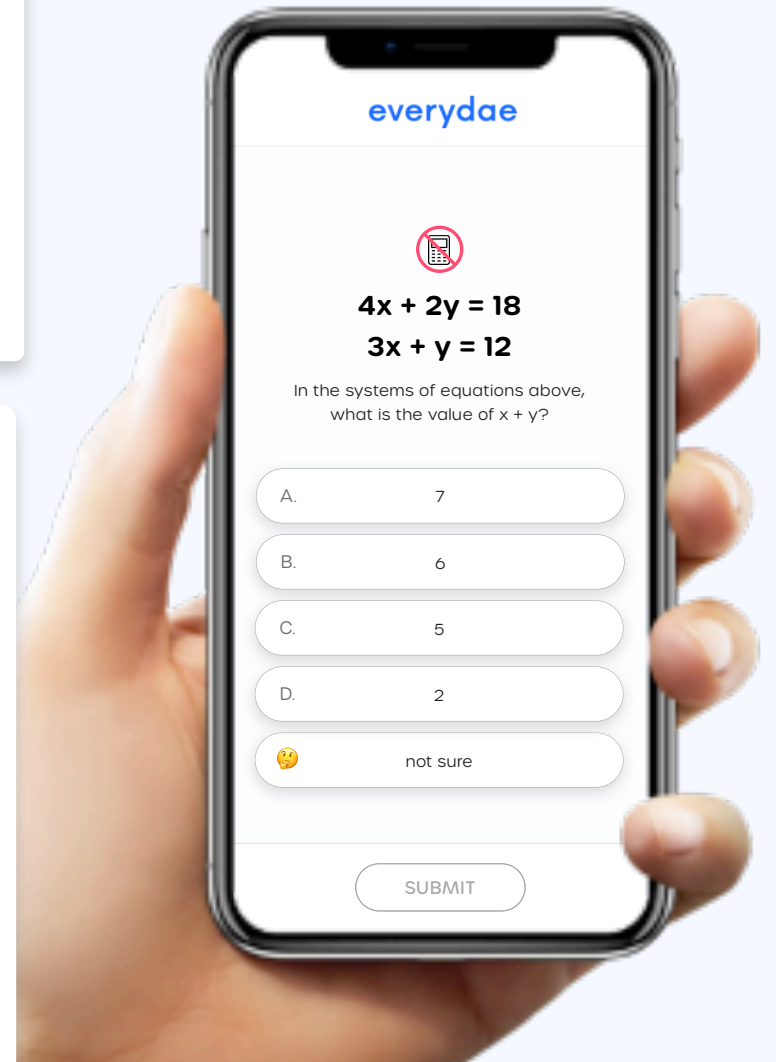 everydae
4x + 2y = 18
3x + y = 12
In the systems of equations above,
what is the value of x + y?
A. 7
B. 6
C. 5
D. 2
not sure
SUBMIT